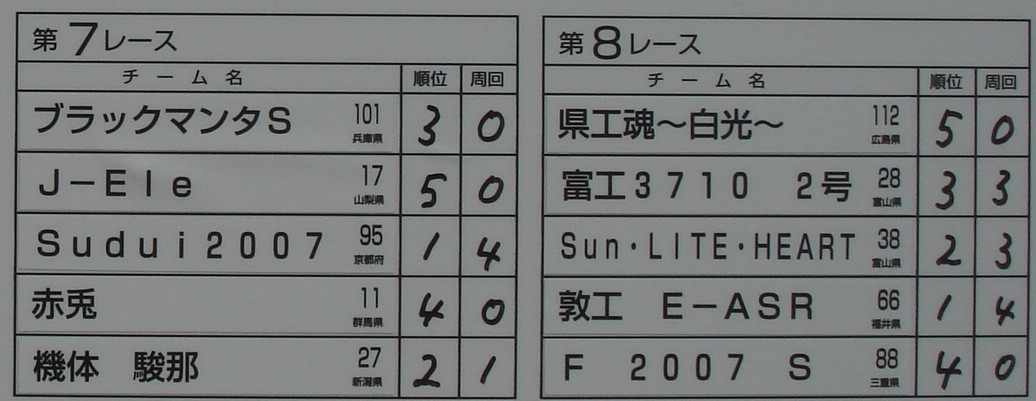 第7レース
チーム名 順位 周回
ブラックマンタS 101 兵庫県 3 0
J－Ele 17 山梨県 5 0
Sudui2007 95 京都府 1 4
赤兎 11 群馬県 4 0
機体 駿那 27 新潟県 2 1
第8レース
チーム名 順位 周回
県工魂～白光～ 112 広島県 5 0
富工3710 2号 28 富山県 3 3
Sun・LITE・HEART 38 富山県 2 3
敦工 E－ASR 66 福井県 1 4
F 2007 S 88 三重県 4 0